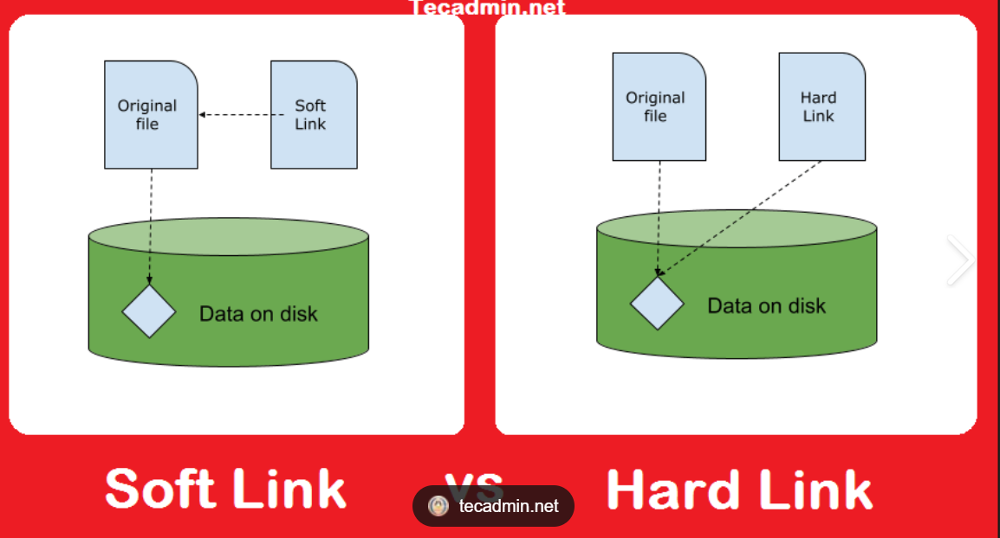 Tecadmin.net
Original
file
Soft
Link
Data on disk
Original
file
Hard
Link
Data on disk
Soft Link vs Hard Link
tecadmin.net